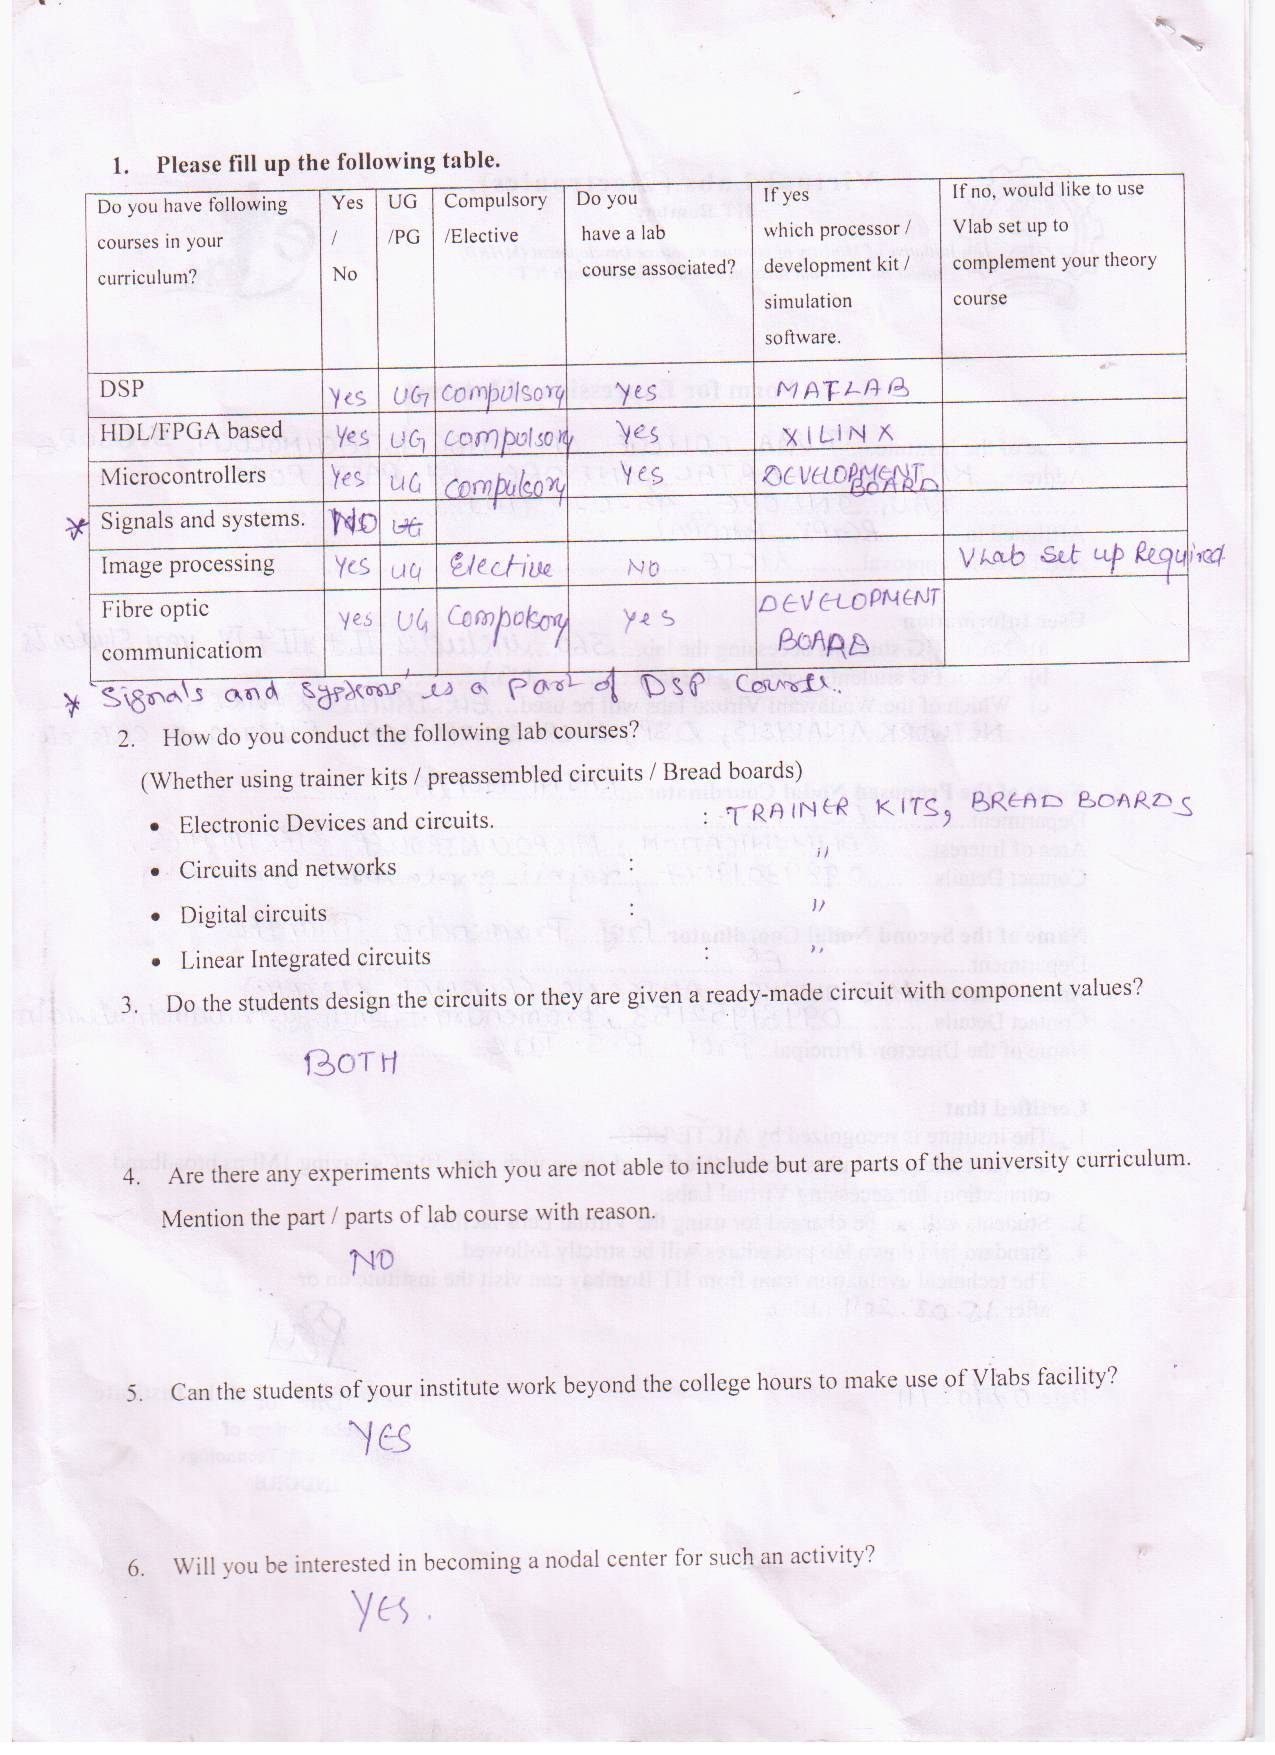 1. Please fill up the following table.
Do you have following courses in your curriculum? Yes / No UG /PG Compulsory /Elective Do you have a lab course associated? If yes which processor / development kit / simulation software. If no, would like to use Vlab set up to complement your theory course
DSP Yes UG Compulsory Yes MATLAB
HDL/FPGA based Yes UG Compulsory Yes XILINX
Microcontrollers Yes UG Compulsory Yes DEVELOPMENT BOARD
* Signals and systems. NO UG
Image processing Yes UG Elective NO VLab Set up Required
Fibre optic communicatiom Yes UG Compolsory Yes DEVELOPMENT BOARD
* 'Signals and Systems' is a part of DSP Course.
2. How do you conduct the following lab courses?
(Whether using trainer kits / preassembled circuits / Bread boards)
• Electronic Devices and circuits. : TRAINER KITS, BREAD BOARDS
• Circuits and networks : "
• Digital circuits : "
• Linear Integrated circuits : "
3. Do the students design the circuits or they are given a ready-made circuit with component values?
BOTH
4. Are there any experiments which you are not able to include but are parts of the university curriculum.
Mention the part / parts of lab course with reason.
NO
5. Can the students of your institute work beyond the college hours to make use of Vlabs facility?
YES
6. Will you be interested in becoming a nodal center for such an activity?
YES.